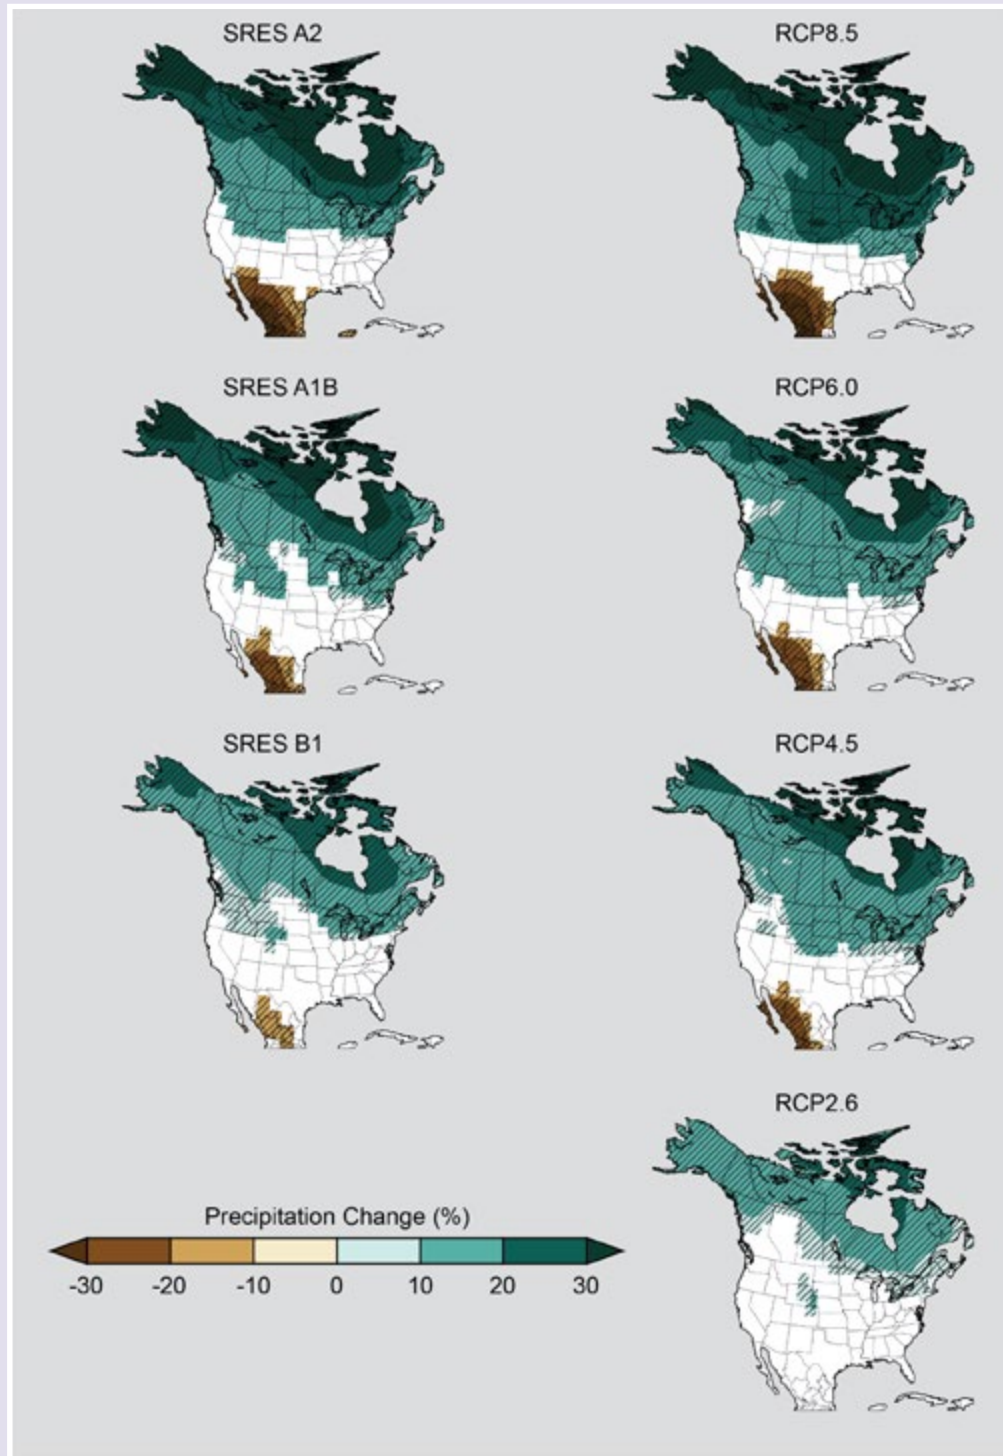 SRES A2
RCP8.5
SRES A1B
RCP6.0
SRES B1
RCP4.5
RCP2.6
Precipitation Change (%)
-30 -20 -10 0 10 20 30